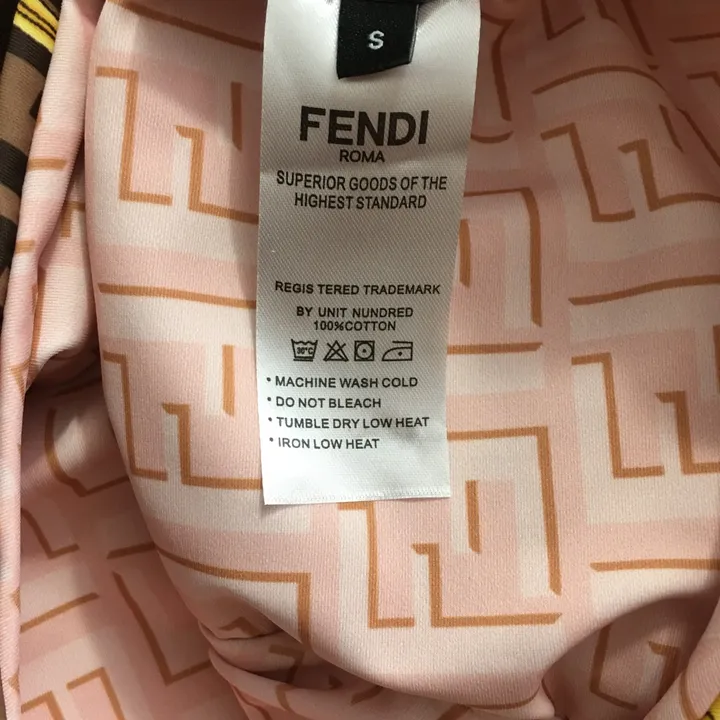 S
FENDI
ROMA
SUPERIOR GOODS OF THE
HIGHEST STANDARD
REGIS TERED TRADEMARK
BY UNIT NUNDRED
100%COTTON
30°C
• MACHINE WASH COLD
• DO NOT BLEACH
• TUMBLE DRY LOW HEAT
• IRON LOW HEAT